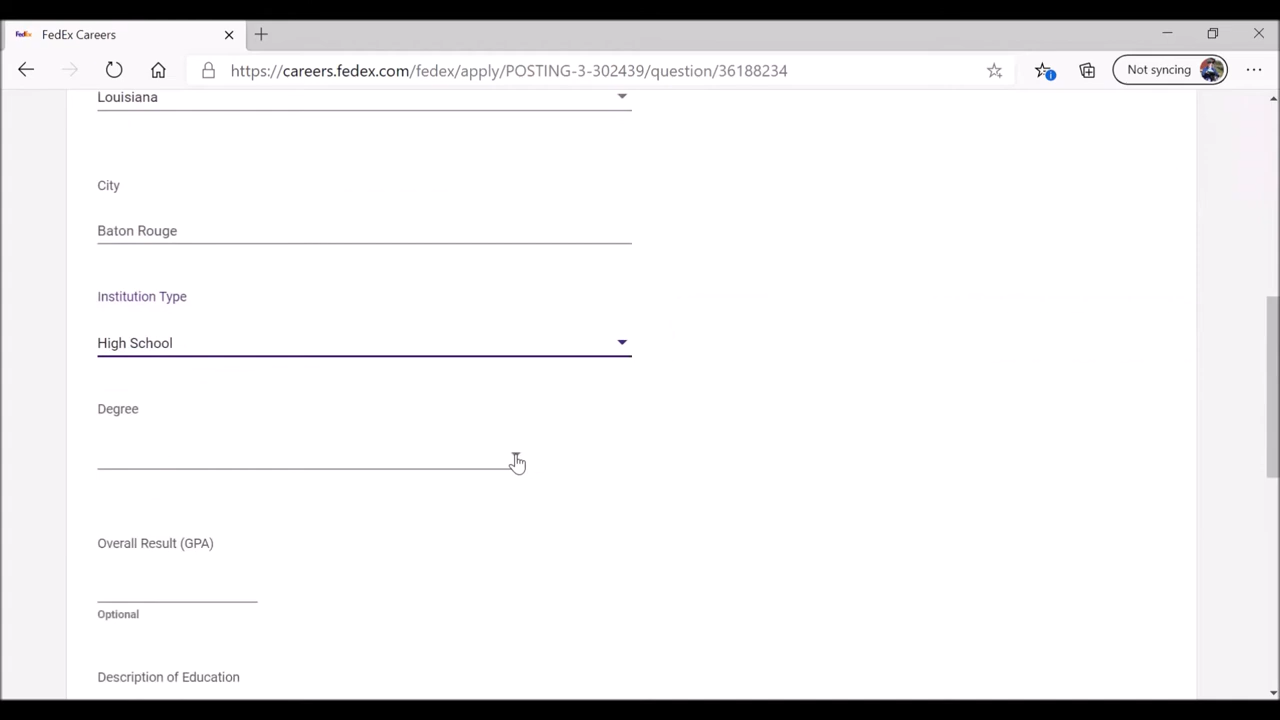 FedEx
FedEx Careers
https://careers.fedex.com/fedex/apply/POSTING-3-302439/question/36188234
Not syncing
Louisiana
City
Baton Rouge
Institution Type
High School
Degree
Overall Result (GPA)
Optional
Description of Education